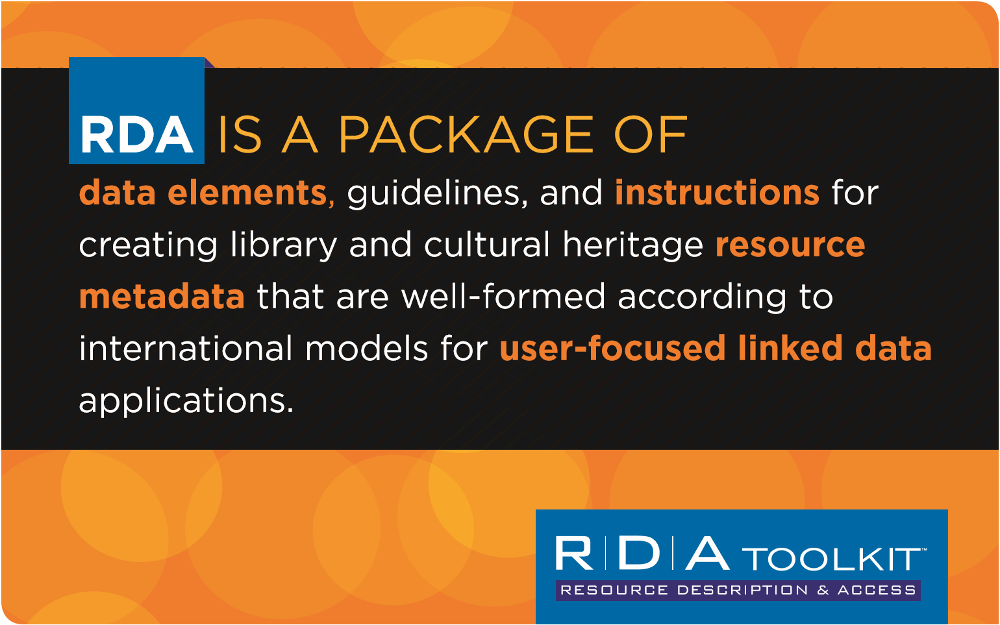 RDA IS A PACKAGE OF
data elements, guidelines, and instructions for
creating library and cultural heritage resource
metadata that are well-formed according to
international models for user-focused linked data
applications.
R|D|A TOOLKIT™
RESOURCE DESCRIPTION & ACCESS